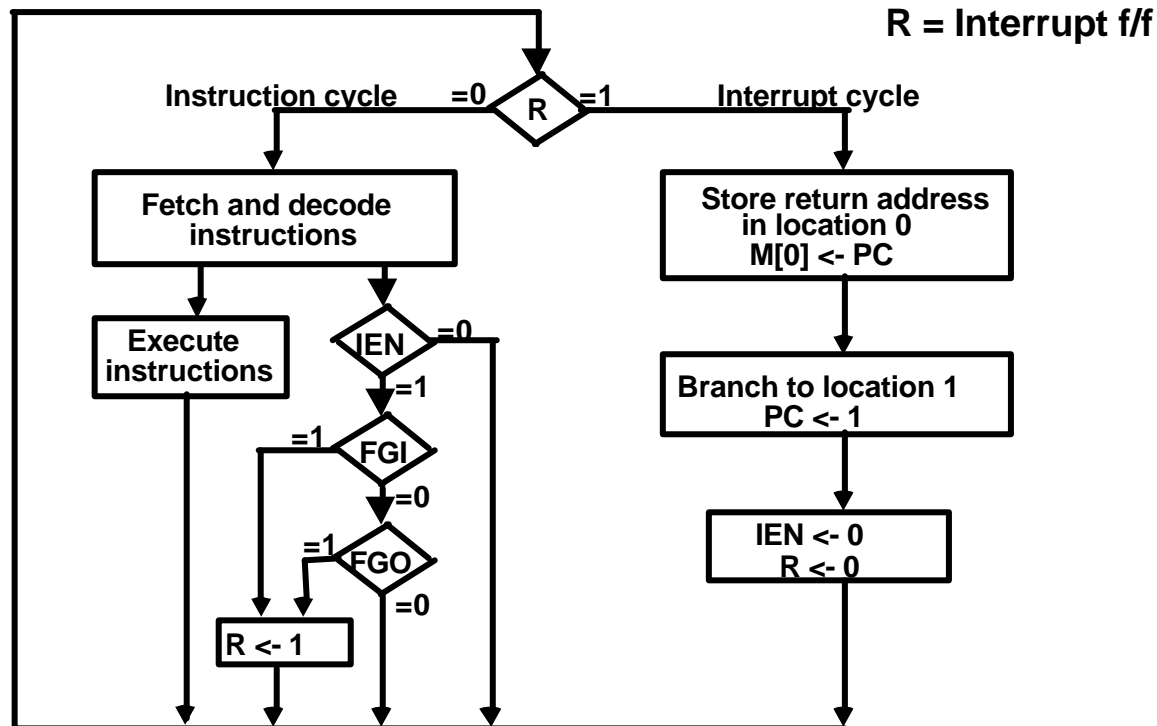 R = Interrupt f/f
Instruction cycle
=0
R
=1
Interrupt cycle
Fetch and decode
instructions
Store return address
in location 0
M[0] <- PC
Execute
instructions
IEN
=0
=1
Branch to location 1
PC <- 1
=1
FGI
=0
=1
FGO
=0
IEN <- 0
R <- 0
R <- 1